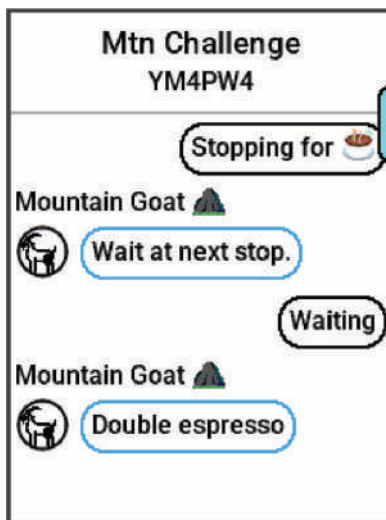 Mtn Challenge
YM4PW4
Stopping for ☕
Mountain Goat ⛰
Wait at next stop.
Waiting
Mountain Goat ⛰
Double espresso